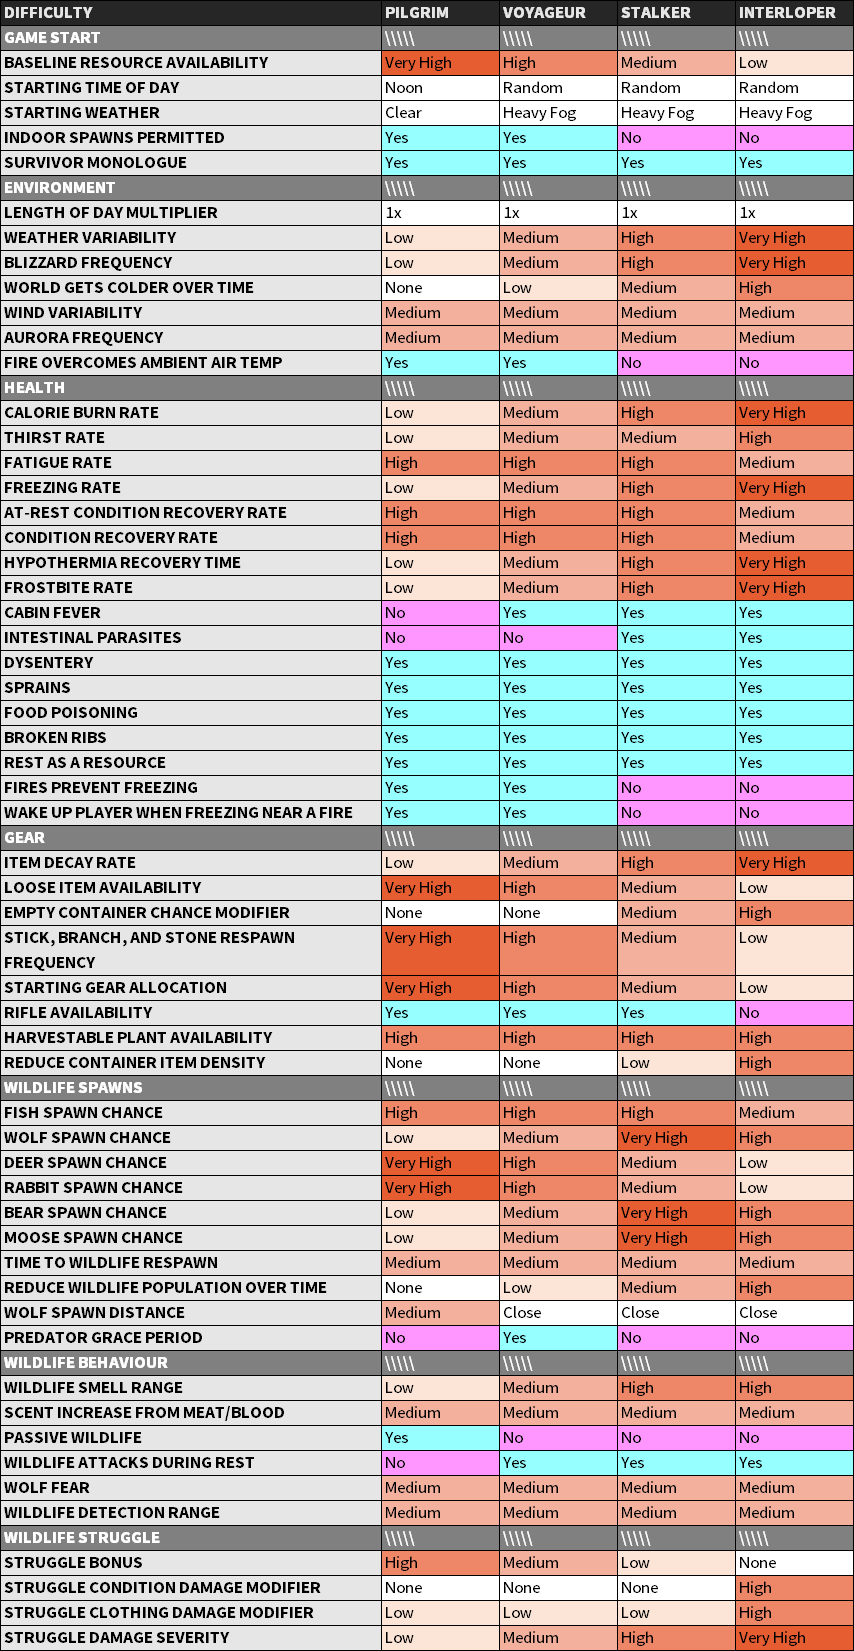 DIFFICULTY PILGRIM VOYAGEUR STALKER INTERLOPER
GAME START \\\\\ \\\\\ \\\\\ \\\\\
BASELINE RESOURCE AVAILABILITY Very High High Medium Low
STARTING TIME OF DAY Noon Random Random Random
STARTING WEATHER Clear Heavy Fog Heavy Fog Heavy Fog
INDOOR SPAWNS PERMITTED Yes Yes No No
SURVIVOR MONOLOGUE Yes Yes Yes Yes
ENVIRONMENT \\\\\ \\\\\ \\\\\ \\\\\
LENGTH OF DAY MULTIPLIER 1x 1x 1x 1x
WEATHER VARIABILITY Low Medium High Very High
BLIZZARD FREQUENCY Low Medium High Very High
WORLD GETS COLDER OVER TIME None Low Medium High
WIND VARIABILITY Medium Medium Medium Medium
AURORA FREQUENCY Medium Medium Medium Medium
FIRE OVERCOMES AMBIENT AIR TEMP Yes Yes No No
HEALTH \\\\\ \\\\\ \\\\\ \\\\\
CALORIE BURN RATE Low Medium High Very High
THIRST RATE Low Medium Medium High
FATIGUE RATE High High High Medium
FREEZING RATE Low Medium High Very High
AT-REST CONDITION RECOVERY RATE High High High Medium
CONDITION RECOVERY RATE High High High Medium
HYPOTHERMIA RECOVERY TIME Low Medium High Very High
FROSTBITE RATE Low Medium High Very High
CABIN FEVER No Yes Yes Yes
INTESTINAL PARASITES No No Yes Yes
DYSENTERY Yes Yes Yes Yes
SPRAINS Yes Yes Yes Yes
FOOD POISONING Yes Yes Yes Yes
BROKEN RIBS Yes Yes Yes Yes
REST AS A RESOURCE Yes Yes Yes Yes
FIRES PREVENT FREEZING Yes Yes No No
WAKE UP PLAYER WHEN FREEZING NEAR A FIRE Yes Yes No No
GEAR \\\\\ \\\\\ \\\\\ \\\\\
ITEM DECAY RATE Low Medium High Very High
LOOSE ITEM AVAILABILITY Very High High Medium Low
EMPTY CONTAINER CHANCE MODIFIER None None Medium High
STICK, BRANCH, AND STONE RESPAWN Very High High Medium Low
FREQUENCY
STARTING GEAR ALLOCATION Very High High Medium Low
RIFLE AVAILABILITY Yes Yes Yes No
HARVESTABLE PLANT AVAILABILITY High High High High
REDUCE CONTAINER ITEM DENSITY None None Low High
WILDLIFE SPAWNS \\\\\ \\\\\ \\\\\ \\\\\
FISH SPAWN CHANCE High High High Medium
WOLF SPAWN CHANCE Low Medium Very High High
DEER SPAWN CHANCE Very High High Medium Low
RABBIT SPAWN CHANCE Very High High Medium Low
BEAR SPAWN CHANCE Low Medium Very High High
MOOSE SPAWN CHANCE Low Medium Very High High
TIME TO WILDLIFE RESPAWN Medium Medium Medium Medium
REDUCE WILDLIFE POPULATION OVER TIME None Low Medium High
WOLF SPAWN DISTANCE Medium Close Close Close
PREDATOR GRACE PERIOD No Yes No No
WILDLIFE BEHAVIOUR \\\\\ \\\\\ \\\\\ \\\\\
WILDLIFE SMELL RANGE Low Medium High High
SCENT INCREASE FROM MEAT/BLOOD Medium Medium Medium Medium
PASSIVE WILDLIFE Yes No No No
WILDLIFE ATTACKS DURING REST No Yes Yes Yes
WOLF FEAR Medium Medium Medium Medium
WILDLIFE DETECTION RANGE Medium Medium Medium Medium
WILDLIFE STRUGGLE \\\\\ \\\\\ \\\\\ \\\\\
STRUGGLE BONUS High Medium Low None
STRUGGLE CONDITION DAMAGE MODIFIER None None None High
STRUGGLE CLOTHING DAMAGE MODIFIER Low Low Low High
STRUGGLE DAMAGE SEVERITY Low Medium High Very High